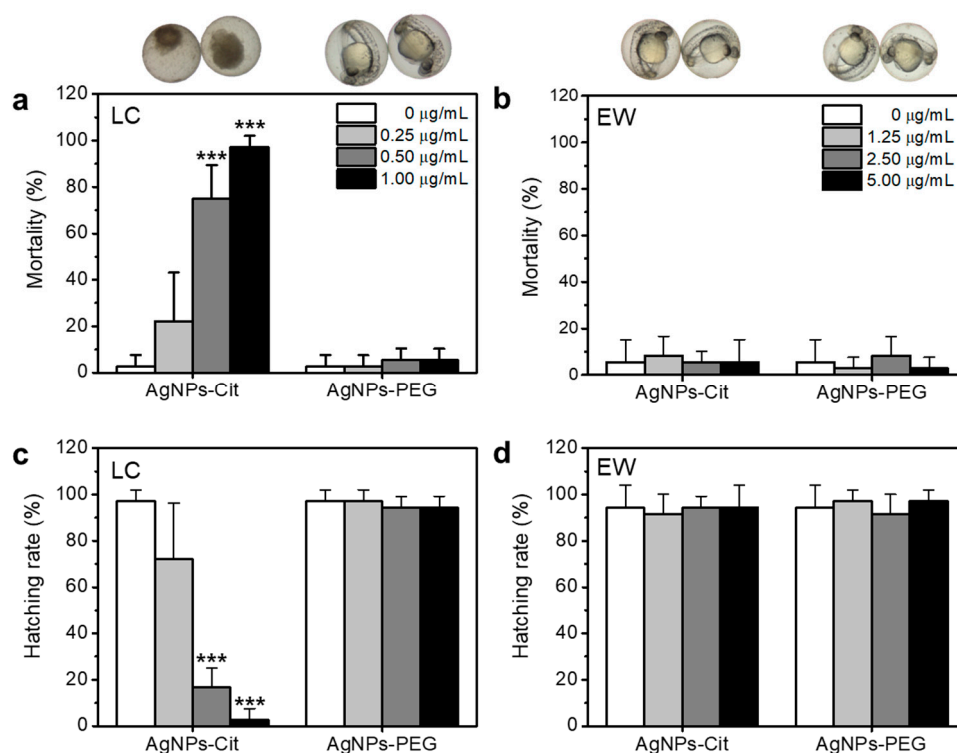 a
LC
0 µg/mL
0.25 µg/mL
0.50 µg/mL
1.00 µg/mL
*** ***
Mortality (%)
120
100
80
60
40
20
0
AgNPs-Cit AgNPs-PEG
b
EW
0 µg/mL
1.25 µg/mL
2.50 µg/mL
5.00 µg/mL
Mortality (%)
120
100
80
60
40
20
0
AgNPs-Cit AgNPs-PEG
c
LC
*** ***
Hatching rate (%)
120
100
80
60
40
20
0
AgNPs-Cit AgNPs-PEG
d
EW
Hatching rate (%)
120
100
80
60
40
20
0
AgNPs-Cit AgNPs-PEG